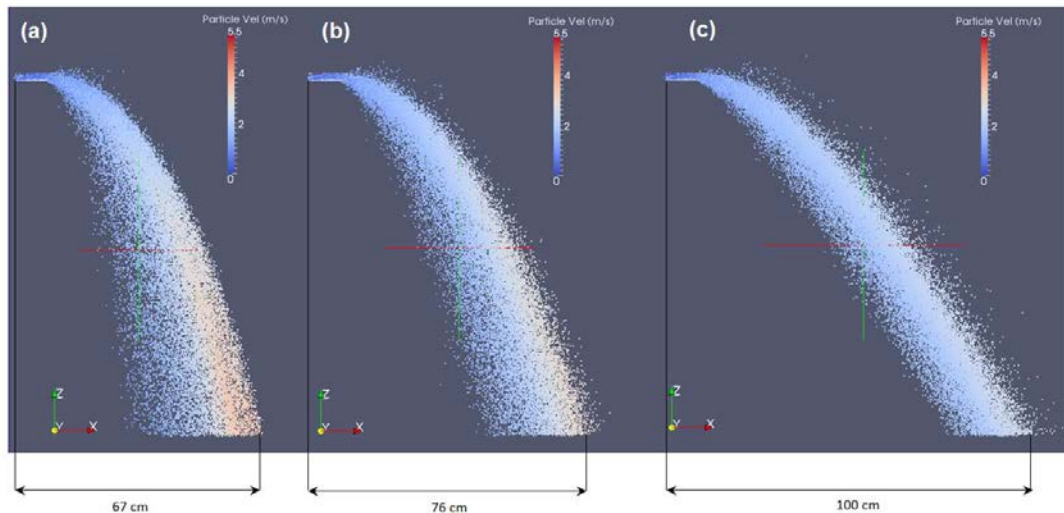 (a)
Particle Vel (m/s)
5.5
4
2
0
Z
Y
X
67 cm
(b)
Particle Vel (m/s)
5.5
4
2
0
Z
Y
X
76 cm
(c)
Particle Vel (m/s)
5.5
4
2
0
Z
Y
X
100 cm